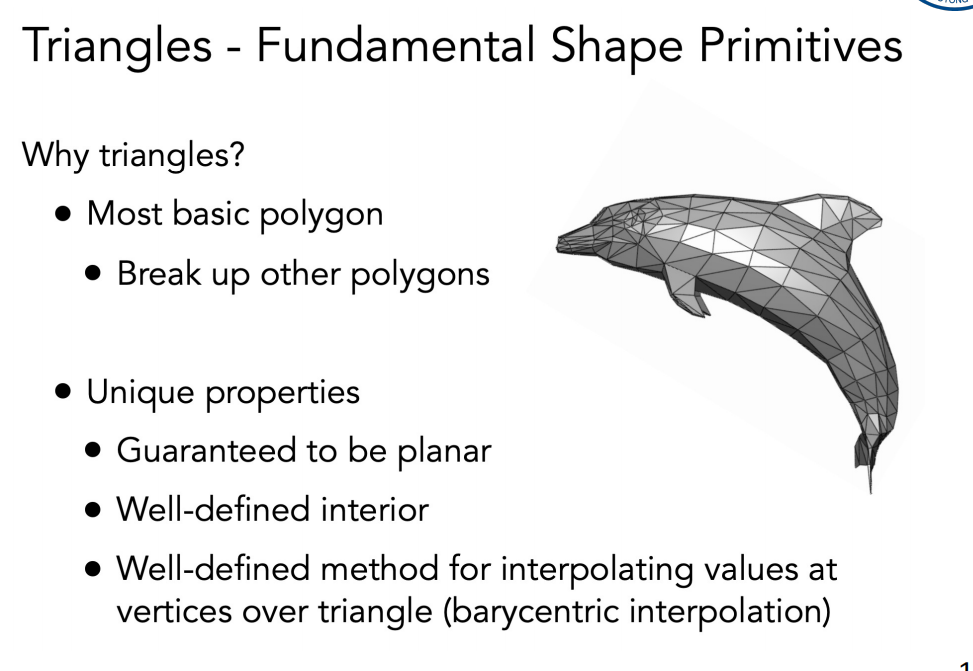 Triangles - Fundamental Shape Primitives
Why triangles?
• Most basic polygon
• Break up other polygons
• Unique properties
• Guaranteed to be planar
• Well-defined interior
• Well-defined method for interpolating values at
vertices over triangle (barycentric interpolation)